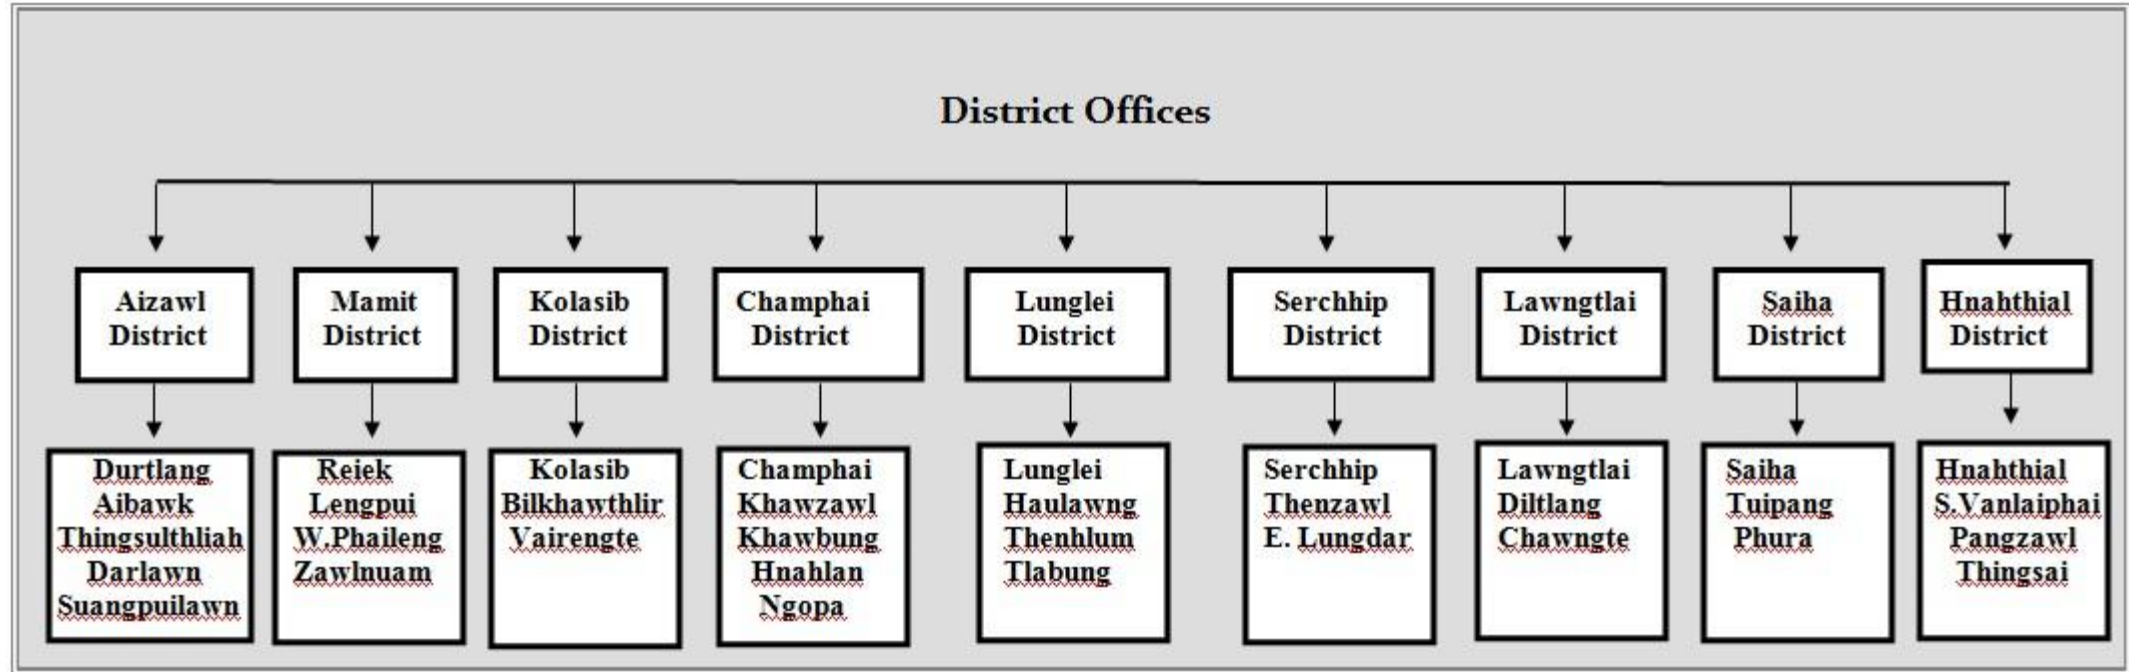 District Offices
Aizawl
District
Mamit
District
Kolasib
District
Champhai
District
Lunglei
District
Serchhip
District
Lawngtlai
District
Saiha
District
Hnahthial
District
Durtlang
Aibawk
Thingsulthliah
Darlawn
Suangpuilawn
Reiek
Lengpui
W.Phaileng
Zawlnuam
Kolasib
Bilkhawthlir
Vairengte
Champhai
Khawzawl
Khawbung
Hnahlan
Ngopa
Lunglei
Haulawng
Thenhlum
Tlabung
Serchhip
Thenzawl
E. Lungdar
Lawngtlai
Diltlang
Chawngte
Saiha
Tuipang
Phura
Hnahthial
S.Vanlaiphai
Pangzawl
Thingsai